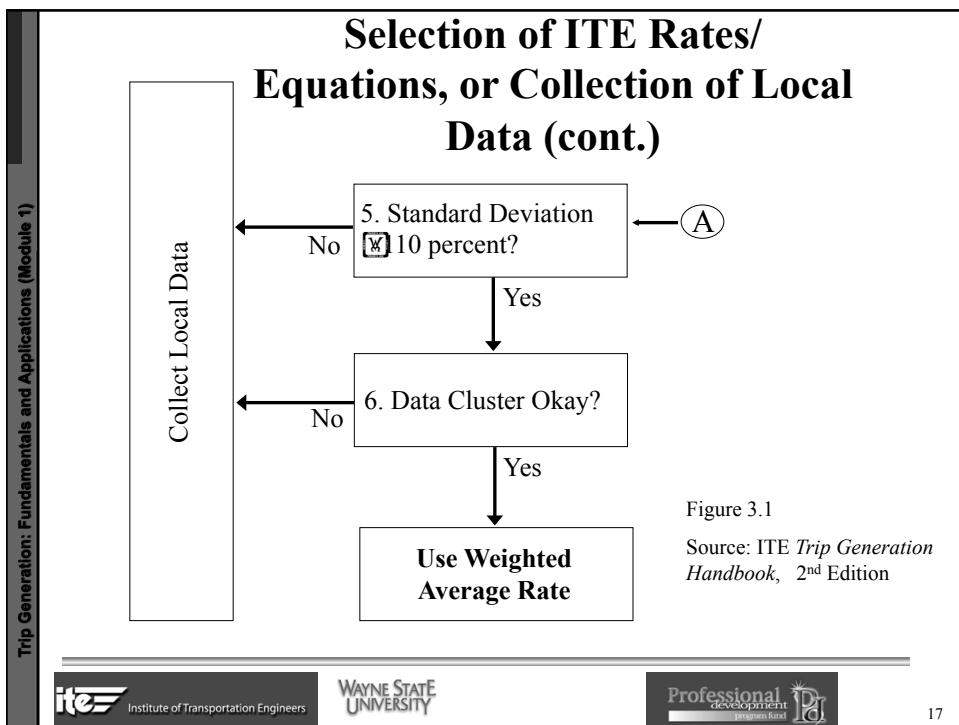 Selection of ITE Rates/
Equations, or Collection of Local
Data (cont.)
Trip Generation: Fundamentals and Applications (Module 1)
Collect Local Data
5. Standard Deviation
10 percent?
A
No
Yes
6. Data Cluster Okay?
No
Yes
Use Weighted
Average Rate
Figure 3.1
Source: ITE Trip Generation
Handbook, 2nd Edition
ite Institute of Transportation Engineers
WAYNE STATE
UNIVERSITY
Professional
development
program fund
17